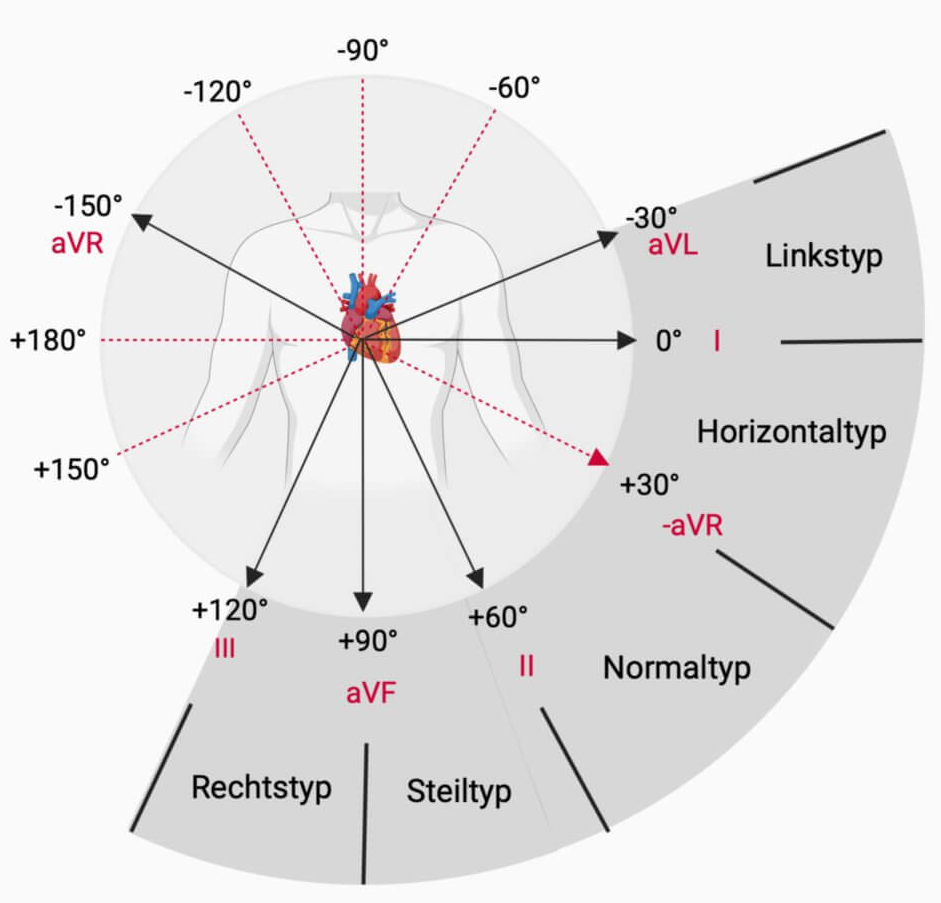 -90°
-120°
-60°
-150°
aVR
-30°
aVL
Linkstyp
+180°
0°
I
Horizontaltyp
+150°
+30°
-aVR
+120°
III
+90°
aVF
+60°
II
Normaltyp
Rechtstyp
Steiltyp